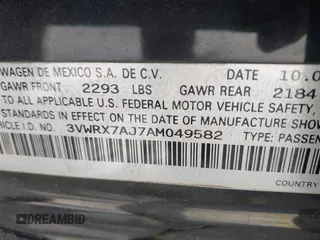 WAGEN DE MEXICO S.A. DE C.V. DATE 10.0
GAWR FRONT 2293 LBS GAWR REAR 2184
TO ALL APPLICABLE U.S. FEDERAL MOTOR VEHICLE SAFETY,
STANDARDS IN EFFECT ON THE DATE OF MANUFACTURE SHOWN
VEHICLE I.D. NO. 3VWRX7AJ7AM049582 TYPE PASSEN
COUNTRY
DREAMBID